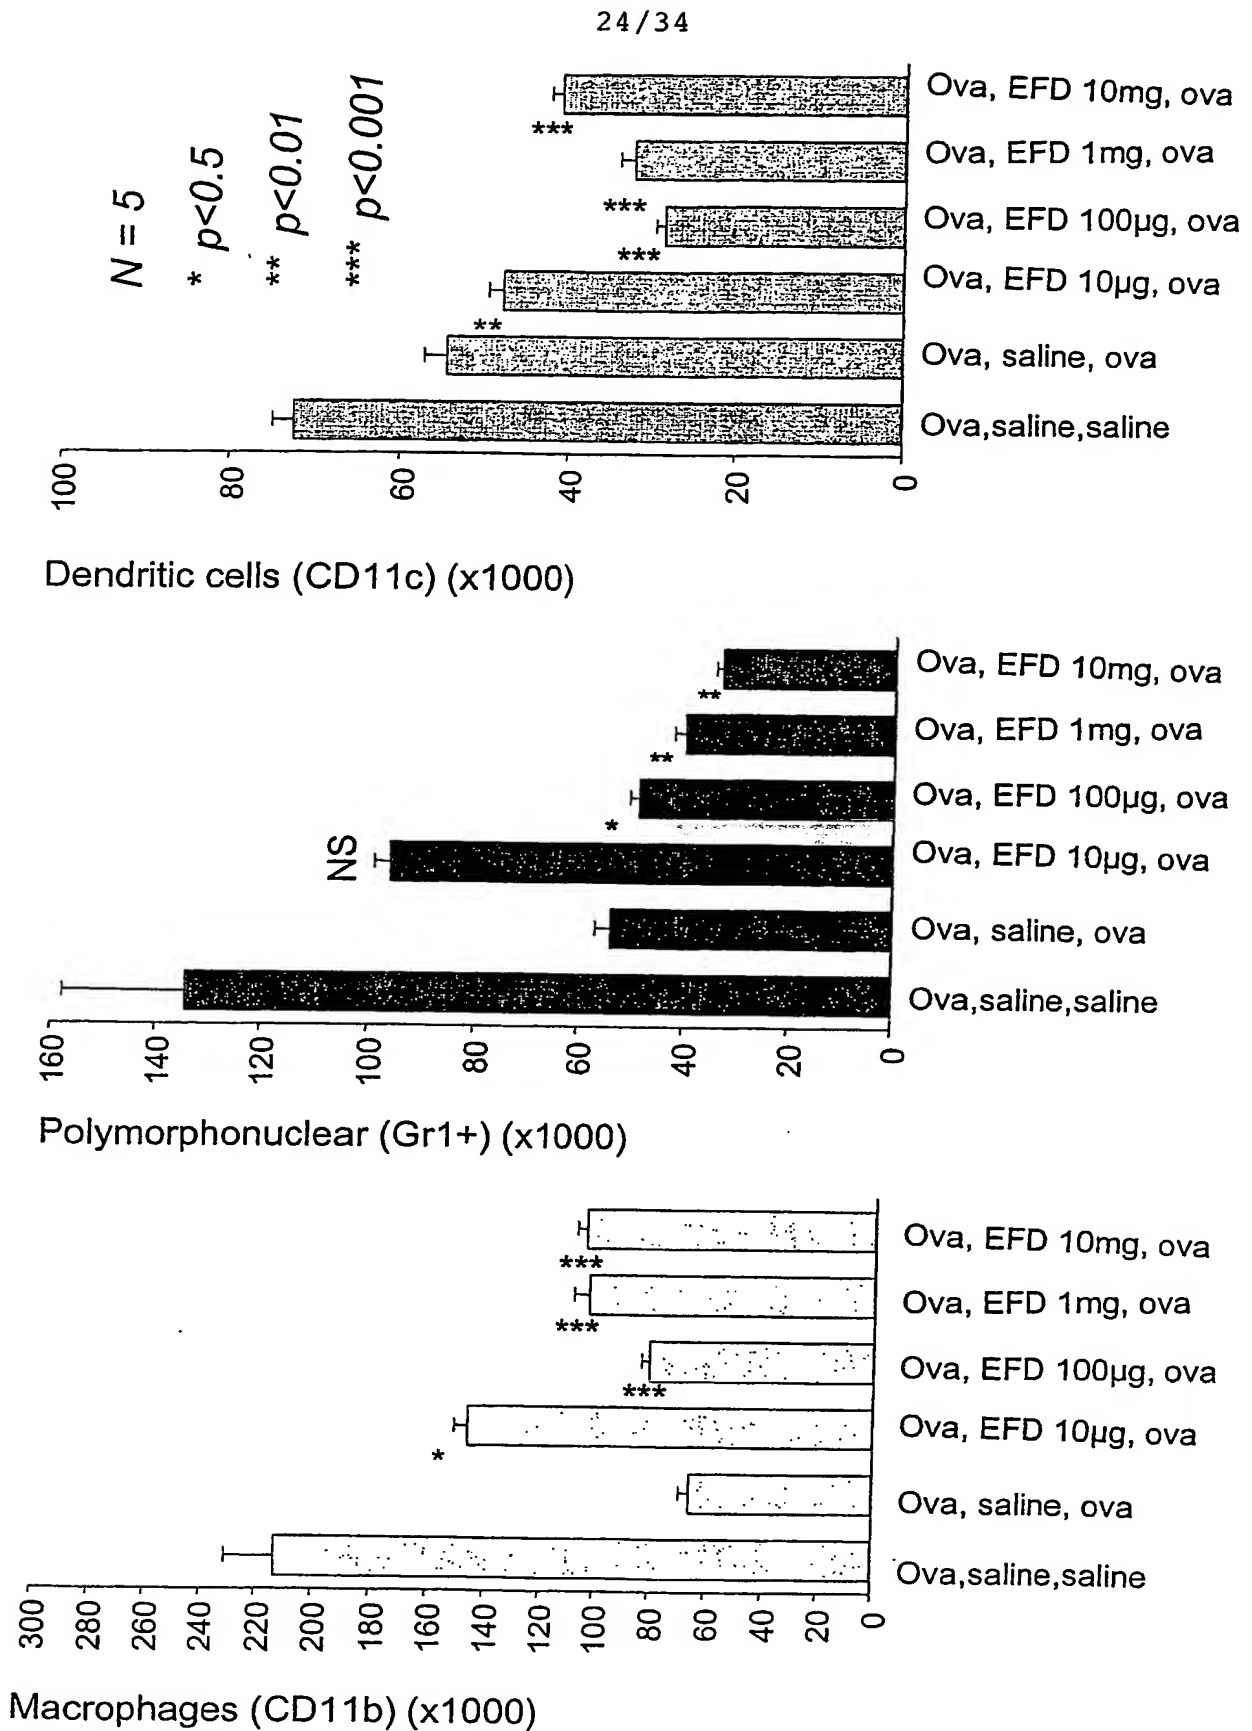 24/34
N = 5
* p<0.5
** p<0.01
*** p<0.001
Ova, EFD 10mg, ova
***
Ova, EFD 1mg, ova
***
Ova, EFD 100µg, ova
***
Ova, EFD 10µg, ova
**
Ova, saline, ova
Ova,saline,saline
100
80
60
40
20
0
Dendritic cells (CD11c) (x1000)
Ova, EFD 10mg, ova
**
Ova, EFD 1mg, ova
**
Ova, EFD 100µg, ova
*
NS
Ova, EFD 10µg, ova
Ova, saline, ova
Ova,saline,saline
160
140
120
100
80
60
40
20
0
Polymorphonuclear (Gr1+) (x1000)
Ova, EFD 10mg, ova
***
Ova, EFD 1mg, ova
***
Ova, EFD 100µg, ova
***
Ova, EFD 10µg, ova
*
Ova, saline, ova
Ova,saline,saline
300
280
260
240
220
200
180
160
140
120
100
80
60
40
20
0
Macrophages (CD11b) (x1000)